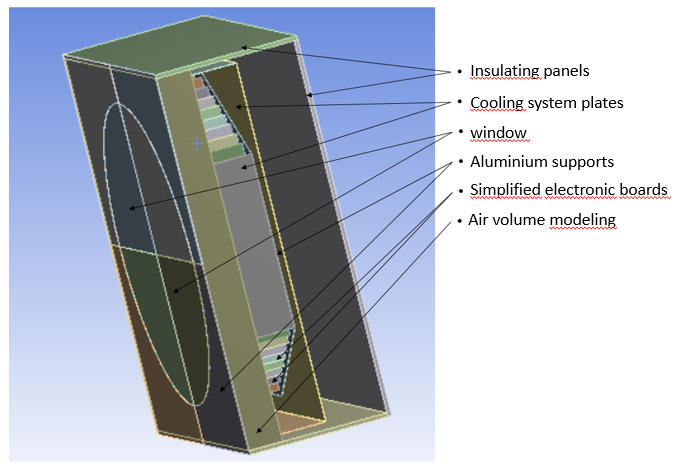 • Insulating panels
• Cooling system plates
• window
• Aluminium supports
• Simplified electronic boards
• Air volume modeling